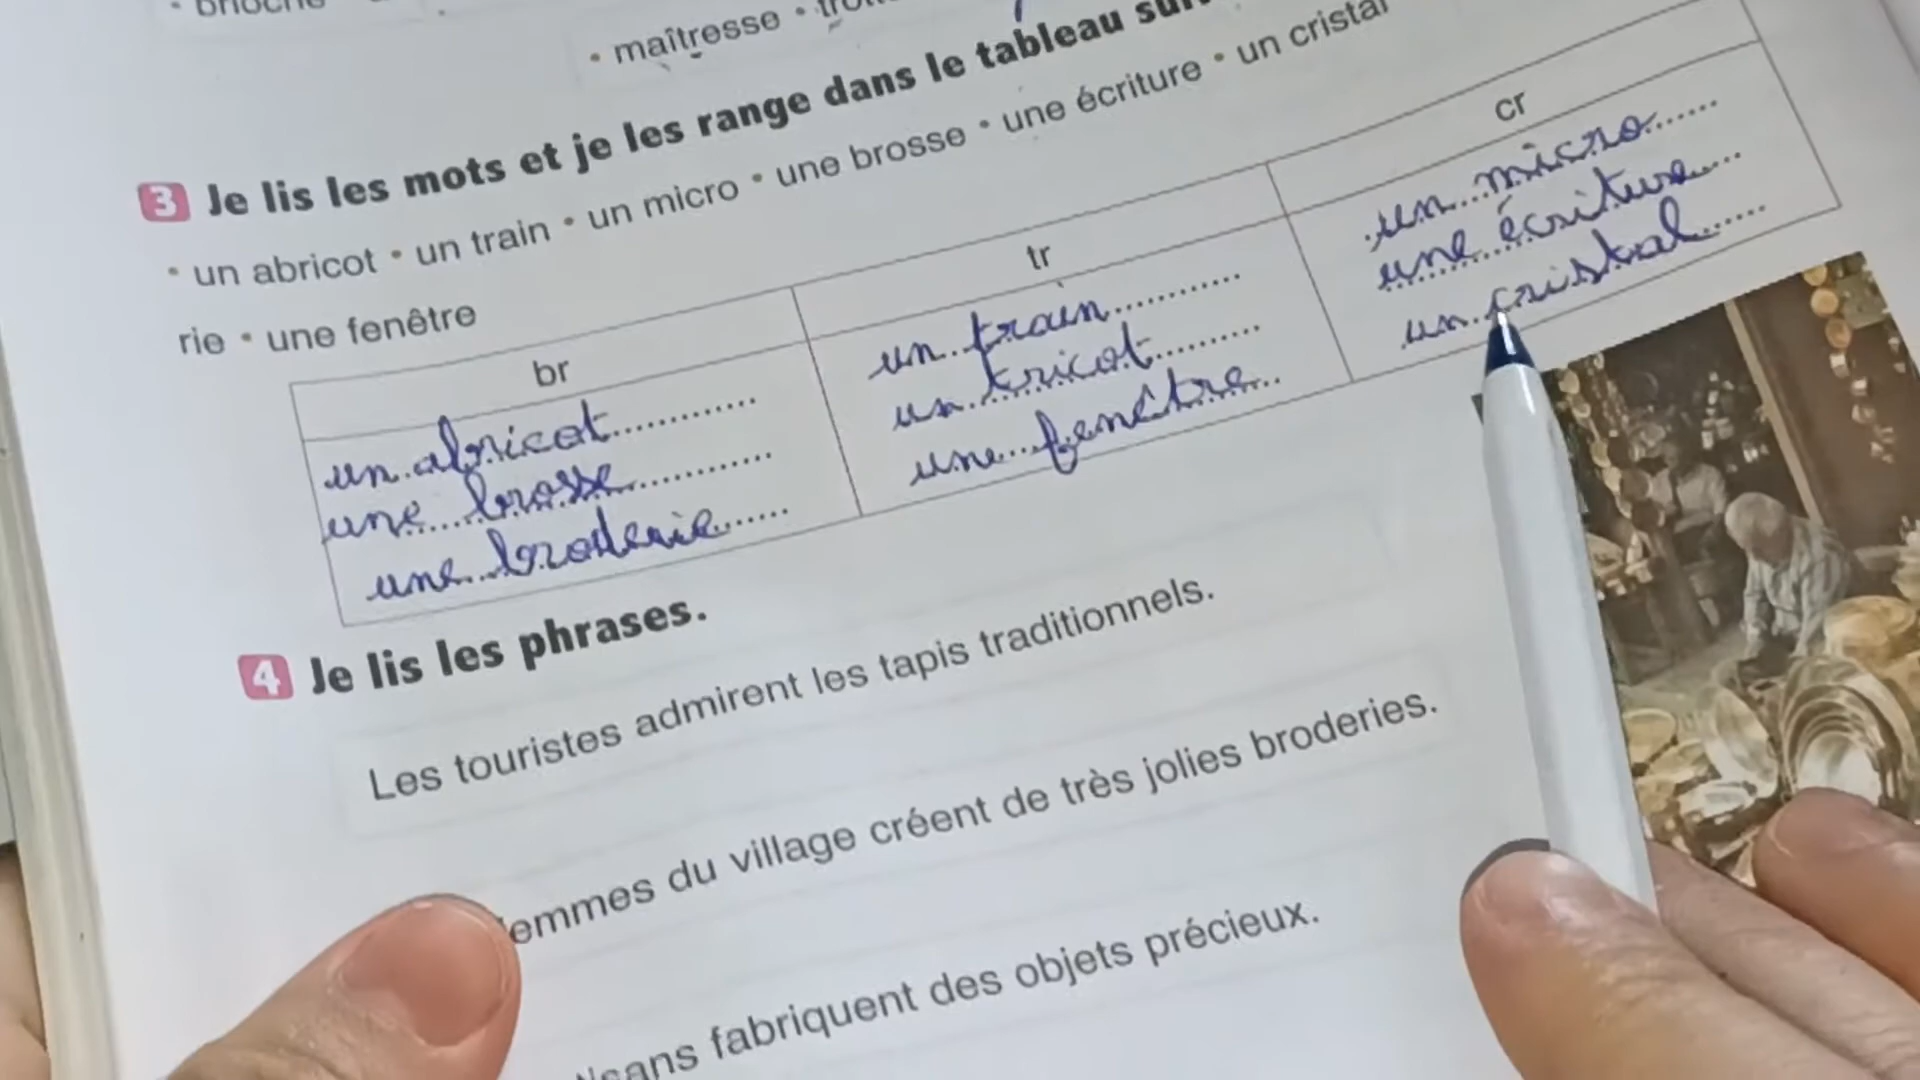 • brioche
• maîtresse •
3 Je lis les mots et je les range dans le tableau
• un abricot • un train • un micro • une brosse • une écriture • un cristal
rie • une fenêtre
br
tr
cr
un abricot
une brosse
une broderie
un train
un tricot
une fenêtre
un micro
une écriture
un cristal
4 Je lis les phrases.
Les touristes admirent les tapis traditionnels.
emmes du village créent de très jolies broderies.
isans fabriquent des objets précieux.